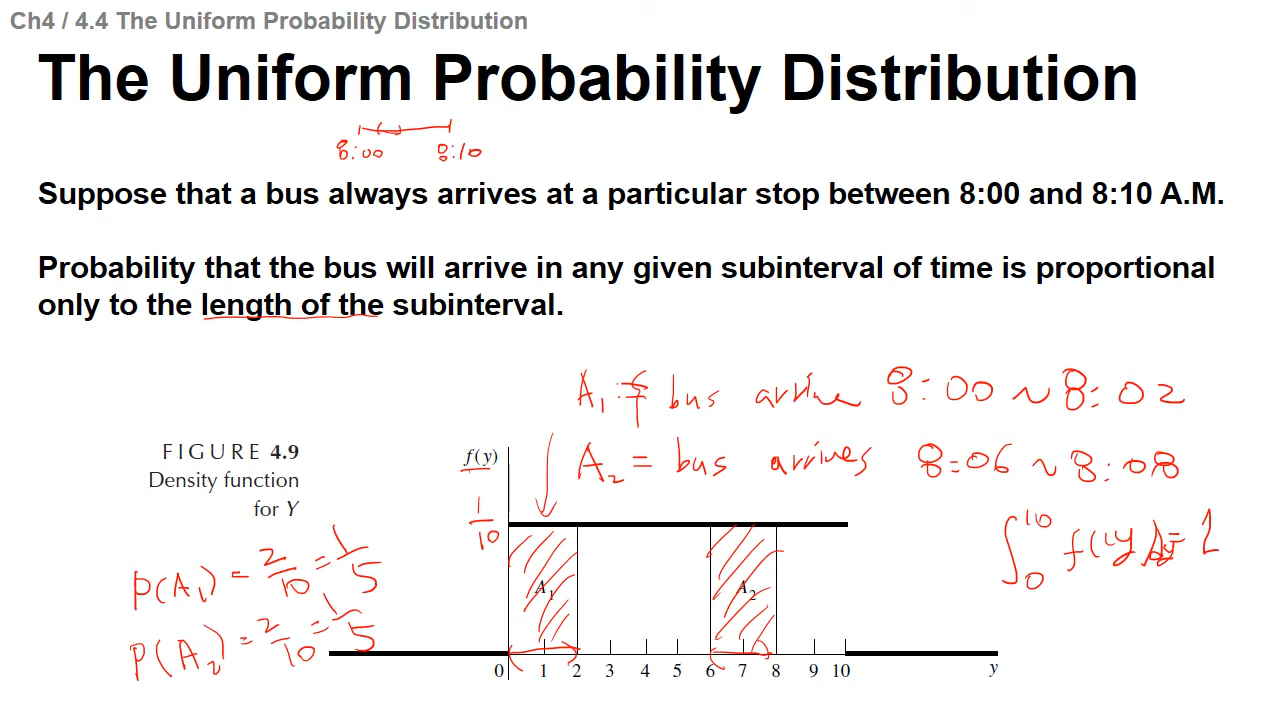 Ch4 / 4.4 The Uniform Probability Distribution
The Uniform Probability Distribution
8:00 8:10
Suppose that a bus always arrives at a particular stop between 8:00 and 8:10 A.M.
Probability that the bus will arrive in any given subinterval of time is proportional
only to the length of the subinterval.
A₁ : bus arrive 8:00 ~ 8:02
A₂ = bus arrives 8:06 ~ 8:08
FIGURE 4.9
Density function
for Y
f(y)
1/10
∫₀¹⁰ f(y) dy = 1
P(A₁) = 2/10 = 1/5
P(A₂) = 2/10 = 1/5
A₁ A₂
0 1 2 3 4 5 6 7 8 9 10 y